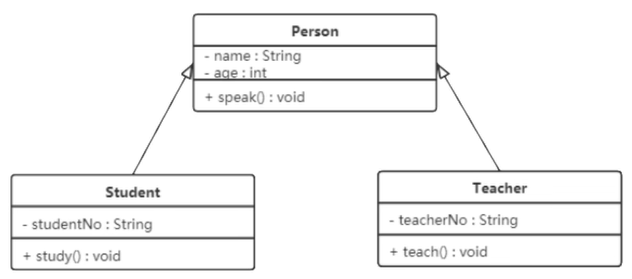 Person
- name : String
- age : int
+ speak() : void
Student
- studentNo : String
+ study() : void
Teacher
- teacherNo : String
+ teach() : void